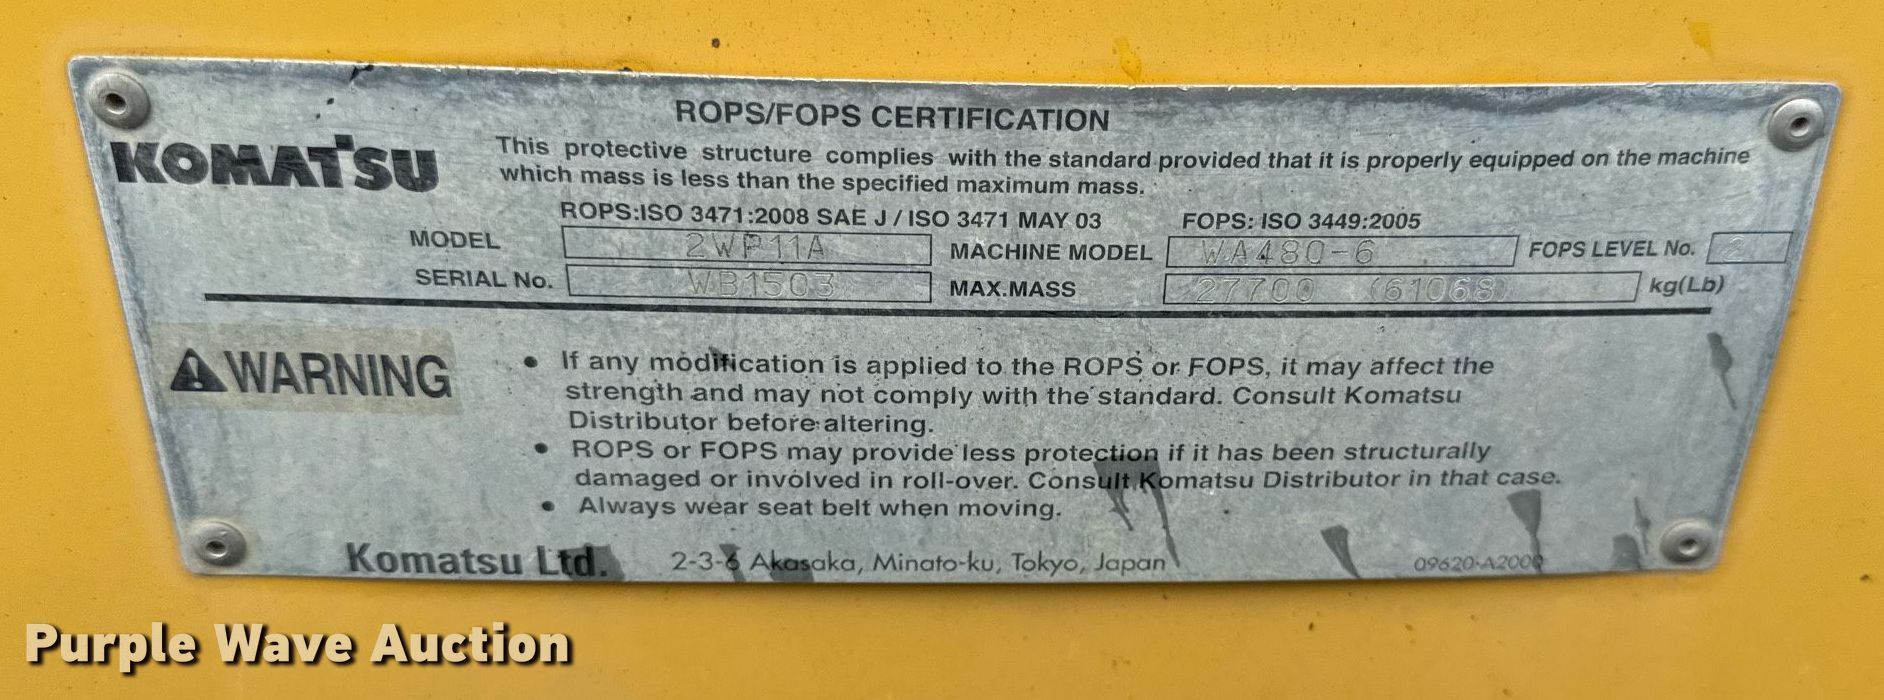 ROPS/FOPS CERTIFICATION
KOMATSU
This protective structure complies with the standard provided that it is properly equipped on the machine
which mass is less than the specified maximum mass.
ROPS:ISO 3471:2008 SAE J / ISO 3471 MAY 03 FOPS: ISO 3449:2005
MODEL 2WP11A MACHINE MODEL WA480-6 FOPS LEVEL No. 2
SERIAL No. WB1503 MAX.MASS 27700 (61068) kg(Lb)
WARNING
• If any modification is applied to the ROPS or FOPS, it may affect the
strength and may not comply with the standard. Consult Komatsu
Distributor before altering.
• ROPS or FOPS may provide less protection if it has been structurally
damaged or involved in roll-over. Consult Komatsu Distributor in that case.
• Always wear seat belt when moving.
Komatsu Ltd. 2-3-6 Akasaka, Minato-ku, Tokyo, Japan 09620-A2000
Purple Wave Auction